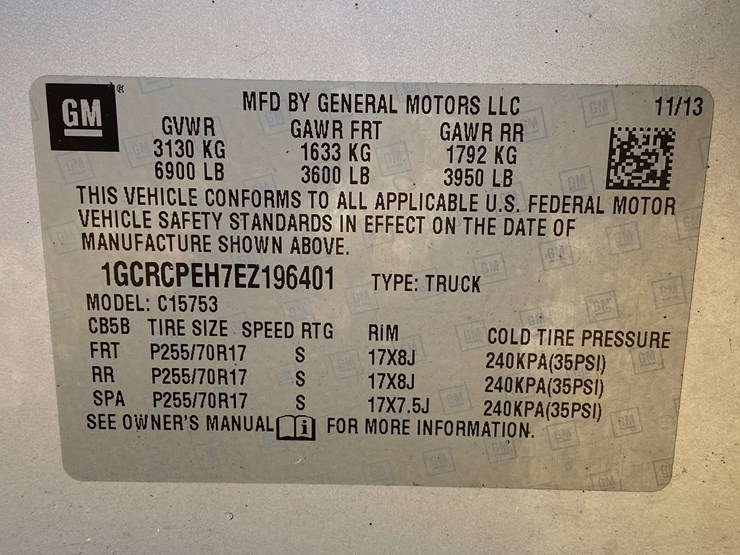 GM
MFD BY GENERAL MOTORS LLC 11/13
GVWR GAWR FRT GAWR RR
3130 KG 1633 KG 1792 KG
6900 LB 3600 LB 3950 LB
THIS VEHICLE CONFORMS TO ALL APPLICABLE U.S. FEDERAL MOTOR
VEHICLE SAFETY STANDARDS IN EFFECT ON THE DATE OF
MANUFACTURE SHOWN ABOVE.
1GCRCPEH7EZ196401 TYPE: TRUCK
MODEL: C15753
CB5B TIRE SIZE SPEED RTG RIM COLD TIRE PRESSURE
FRT P255/70R17 S 17X8J 240KPA(35PSI)
RR P255/70R17 S 17X8J 240KPA(35PSI)
SPA P255/70R17 S 17X7.5J 240KPA(35PSI)
SEE OWNER'S MANUAL i FOR MORE INFORMATION.